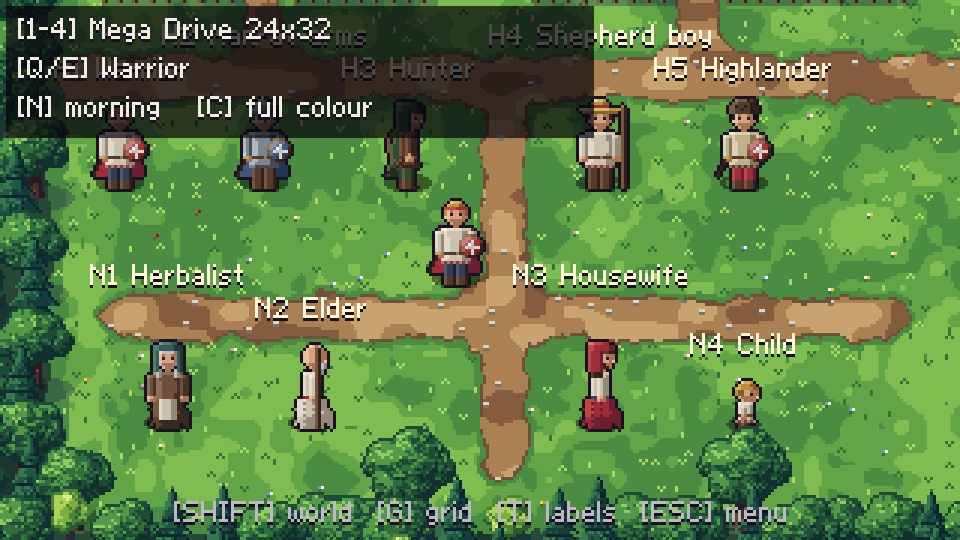 [1-4] Mega Drive 24x32
[Q/E] Warrior
[N] morning [C] full colour
H4 Shepherd boy
H3 Hunter
H5 Highlander
N1 Herbalist
N3 Housewife
N2 Elder
N4 Child
[SHIFT] world [G] grid [T] labels [ESC] menu